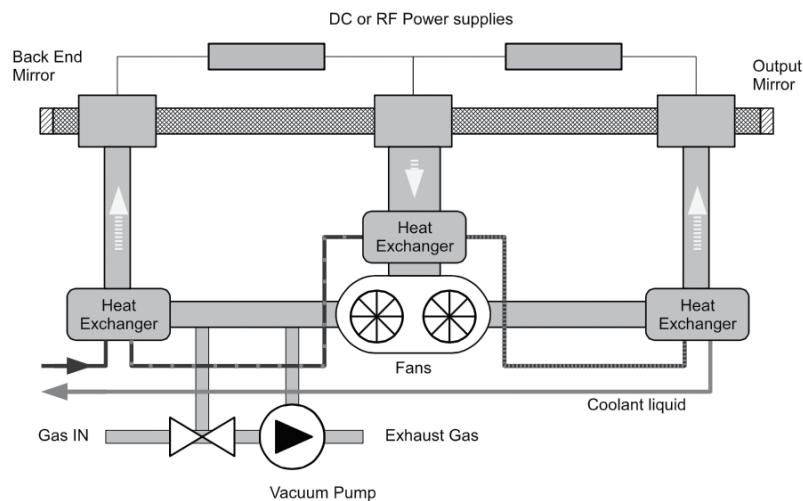 DC or RF Power supplies
Back End
Mirror
Output
Mirror
Heat
Exchanger
Heat
Exchanger
Heat
Exchanger
Fans
Coolant liquid
Gas IN
Exhaust Gas
Vacuum Pump